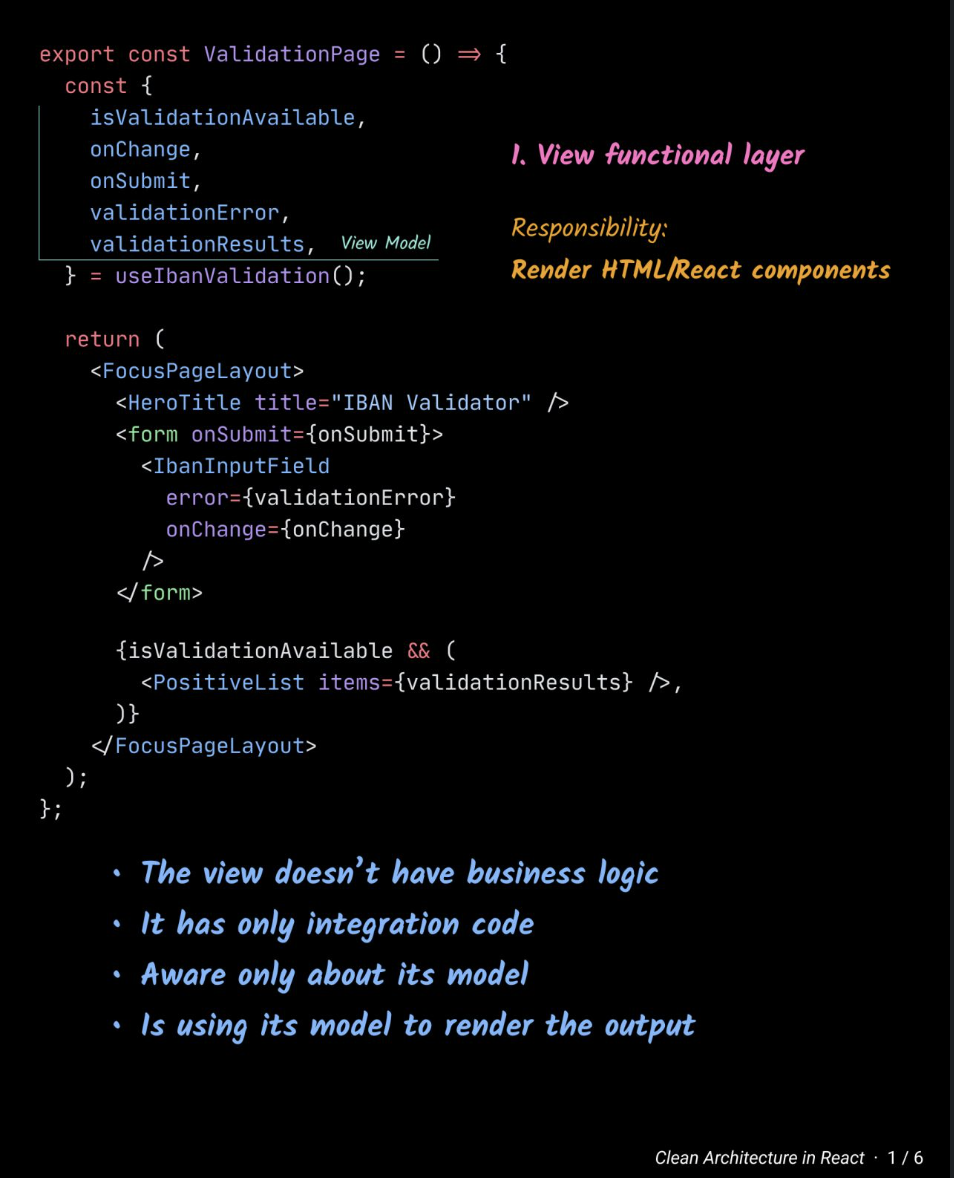 export const ValidationPage = () => {
const {
isValidationAvailable,
onChange,
onSubmit,
validationError,
validationResults, View Model
} = useIbanValidation();
1. View functional layer
Responsibility:
Render HTML/React components
return (
<FocusPageLayout>
<HeroTitle title="IBAN Validator" />
<form onSubmit={onSubmit}>
<IbanInputField
error={validationError}
onChange={onChange}
/>
</form>
{isValidationAvailable && (
<PositiveList items={validationResults} />,
)}
</FocusPageLayout>
);
};
• The view doesn't have business logic
• It has only integration code
• Aware only about its model
• Is using its model to render the output
Clean Architecture in React · 1 / 6